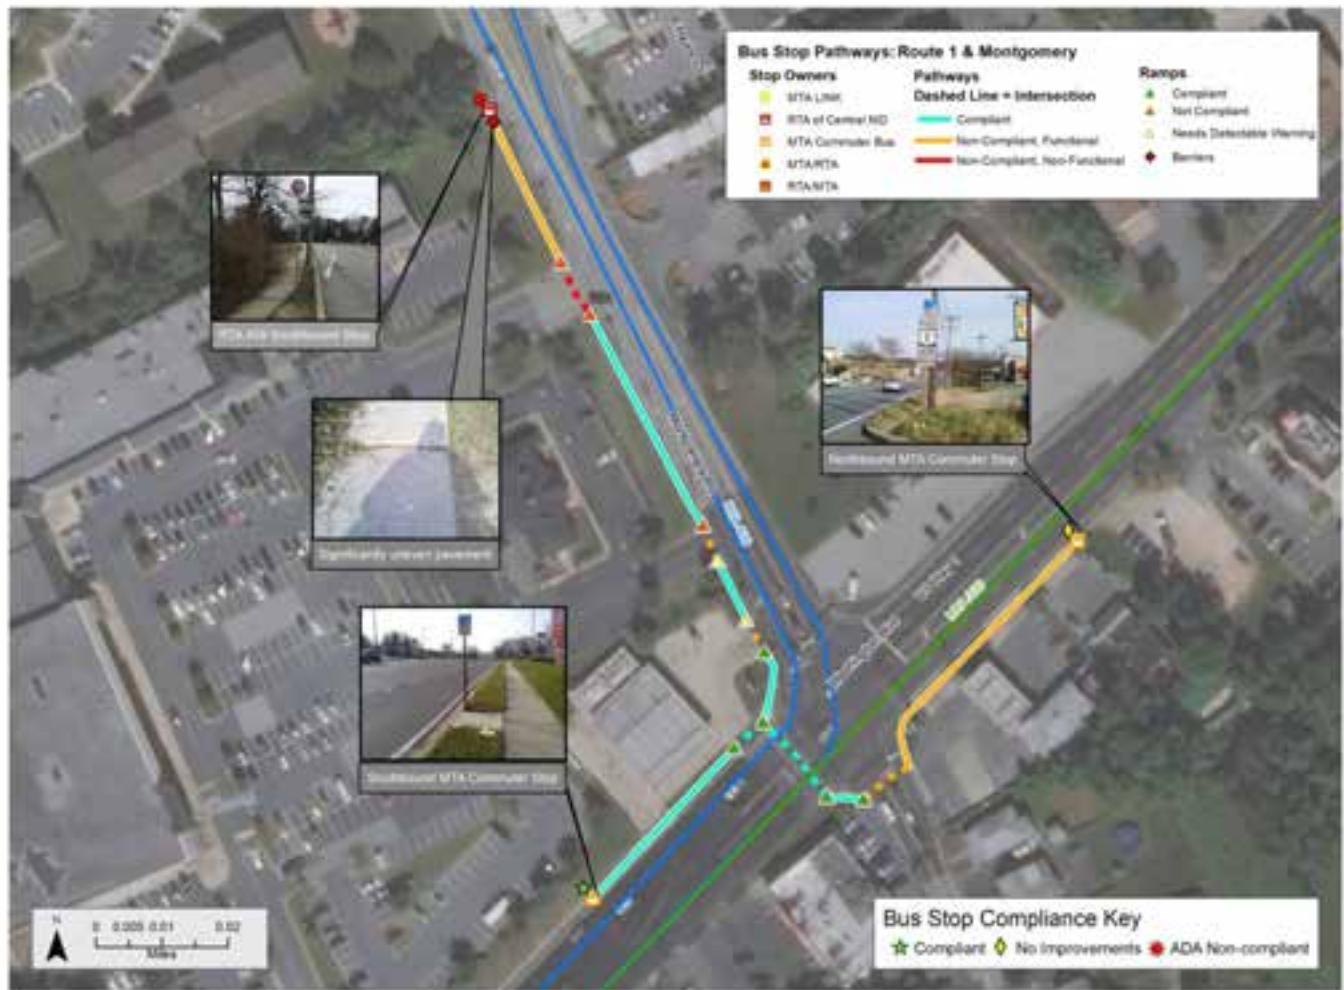 Bus Stop Pathways: Route 1 & Montgomery
Stop Owners
MTA LINK
RTA of Central MD
MTA Commuter Bus
MTA/RTA
RTA/MTA
Pathways
Dashed Line = Intersection
Compliant
Non-Compliant, Functional
Non-Compliant, Non-Functional
Ramps
Compliant
Not Compliant
Needs Detectable Warning
Barriers
Southbound Stop
Significantly uneven pavement
Northbound MTA Commuter Stop
Southbound MTA Commuter Stop
N
0 0.005 0.01 0.02
Miles
Bus Stop Compliance Key
Compliant No Improvements ADA Non-compliant